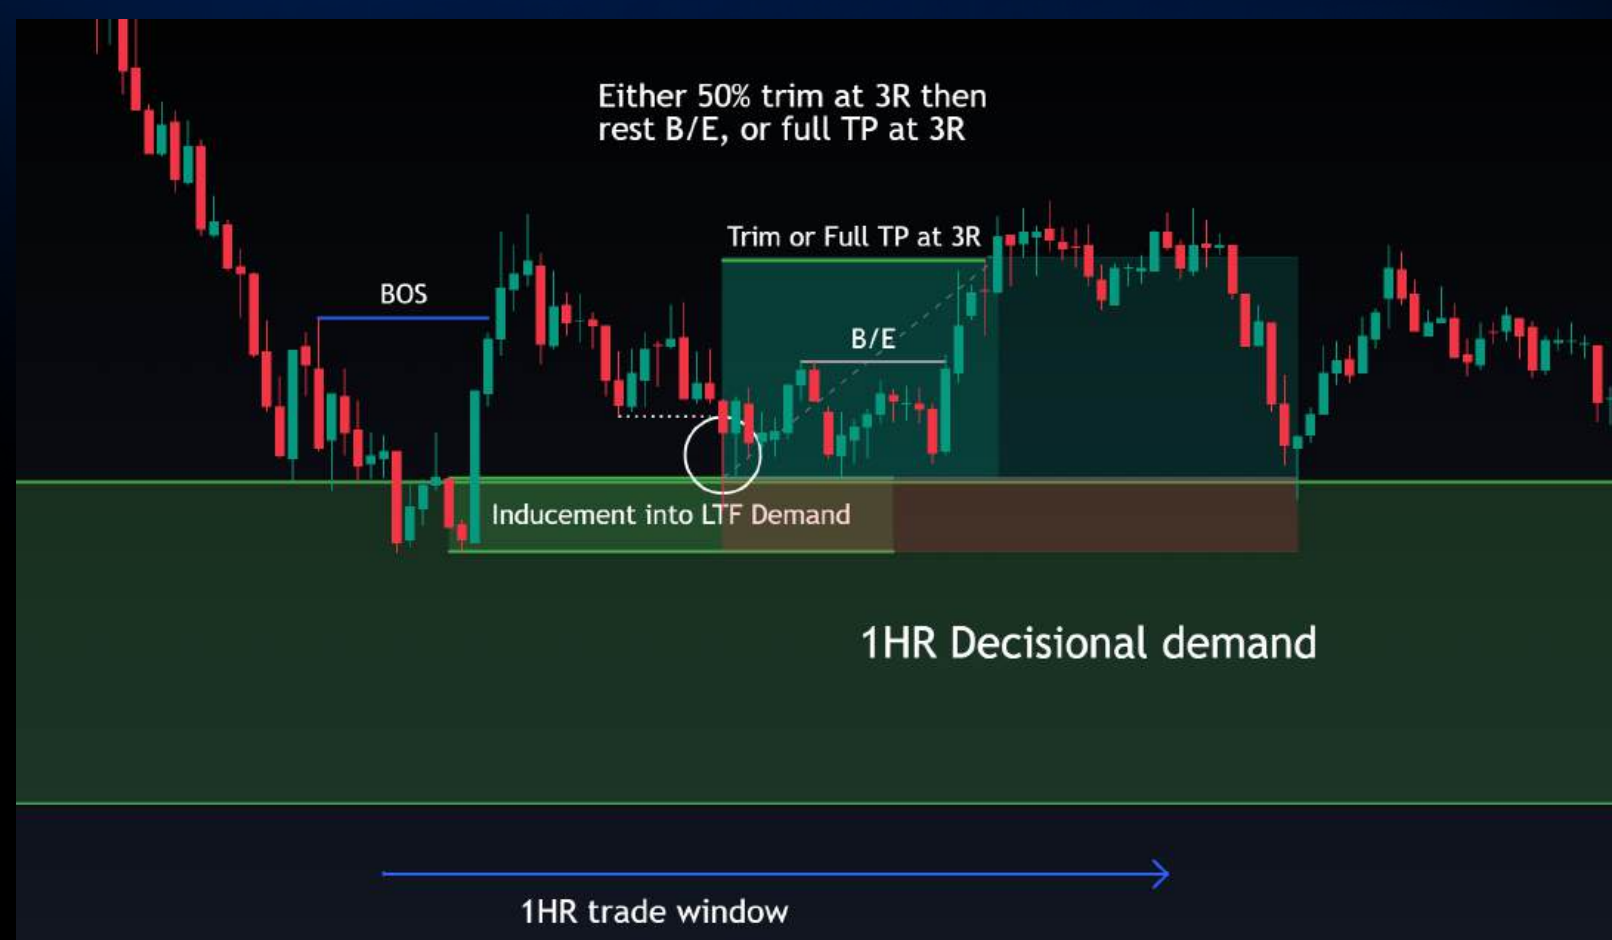 Either 50% trim at 3R then
rest B/E, or full TP at 3R
Trim or Full TP at 3R
BOS
B/E
Inducement into LTF Demand
1HR Decisional demand
1HR trade window